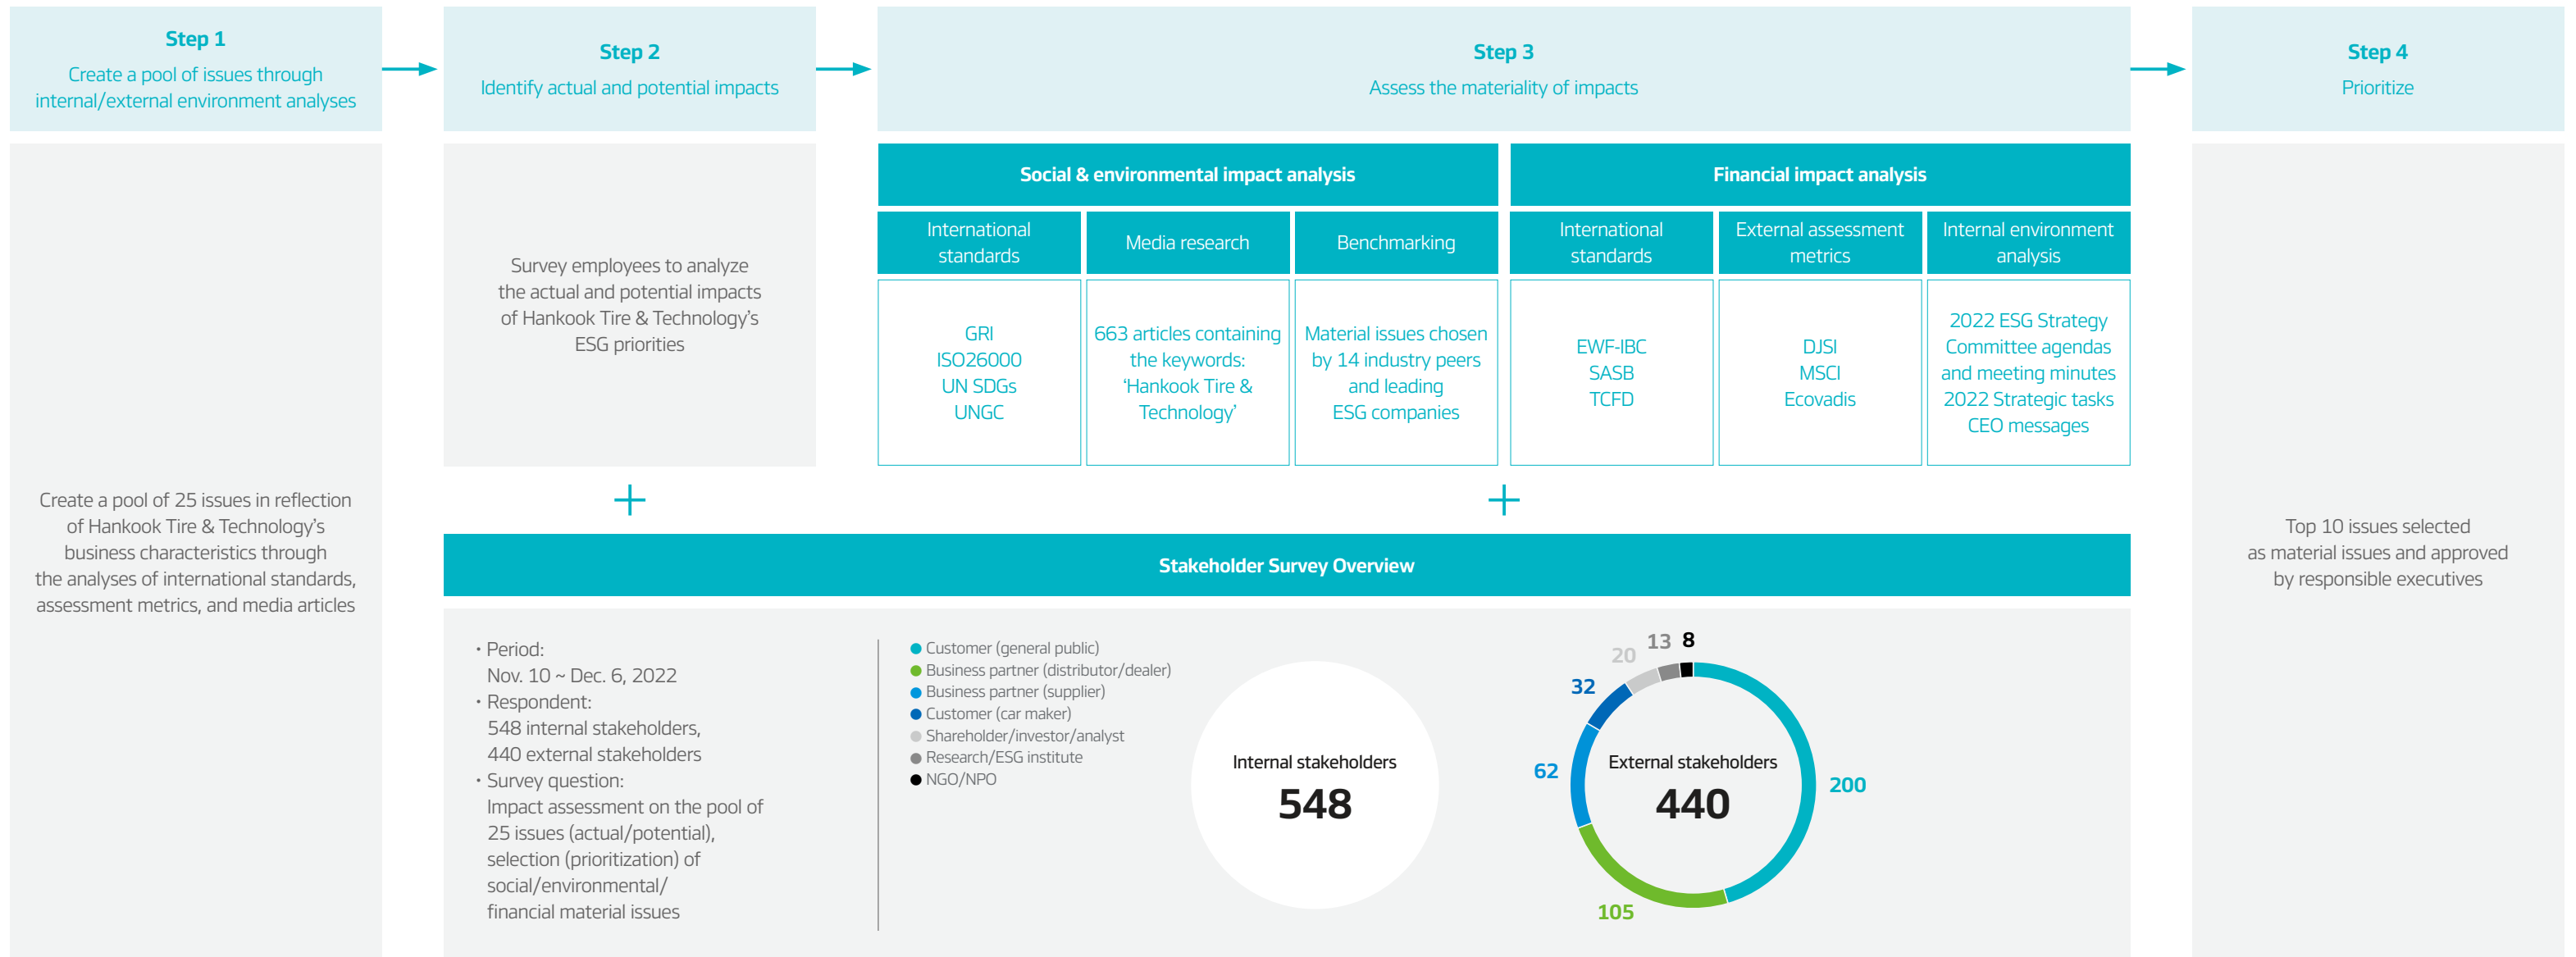 Step 1
Create a pool of issues through
internal/external environment analyses
Create a pool of 25 issues in reflection
of Hankook Tire & Technology's
business characteristics through
the analyses of international standards,
assessment metrics, and media articles
Step 2
Identify actual and potential impacts
Survey employees to analyze
the actual and potential impacts
of Hankook Tire & Technology's
ESG priorities
Step 3
Assess the materiality of impacts
Social & environmental impact analysis
International
standards
GRI
ISO26000
UN SDGs
UNGC
Media research
663 articles containing
the keywords:
‘Hankook Tire &
Technology’
Benchmarking
Material issues chosen
by 14 industry peers
and leading
ESG companies
Financial impact analysis
International
standards
EWF-IBC
SASB
TCFD
External assessment
metrics
DJSI
MSCI
Ecovadis
Internal environment
analysis
2022 ESG Strategy
Committee agendas
and meeting minutes
2022 Strategic tasks
CEO messages
+
+
Stakeholder Survey Overview
· Period:
Nov. 10 ~ Dec. 6, 2022
· Respondent:
548 internal stakeholders,
440 external stakeholders
· Survey question:
Impact assessment on the pool of
25 issues (actual/potential),
selection (prioritization) of
social/environmental/
financial material issues
Customer (general public)
Business partner (distributor/dealer)
Business partner (supplier)
Customer (car maker)
Shareholder/investor/analyst
Research/ESG institute
NGO/NPO
Internal stakeholders
548
External stakeholders
440
200
105
62
32
20
13
8
Step 4
Prioritize
Top 10 issues selected
as material issues and approved
by responsible executives